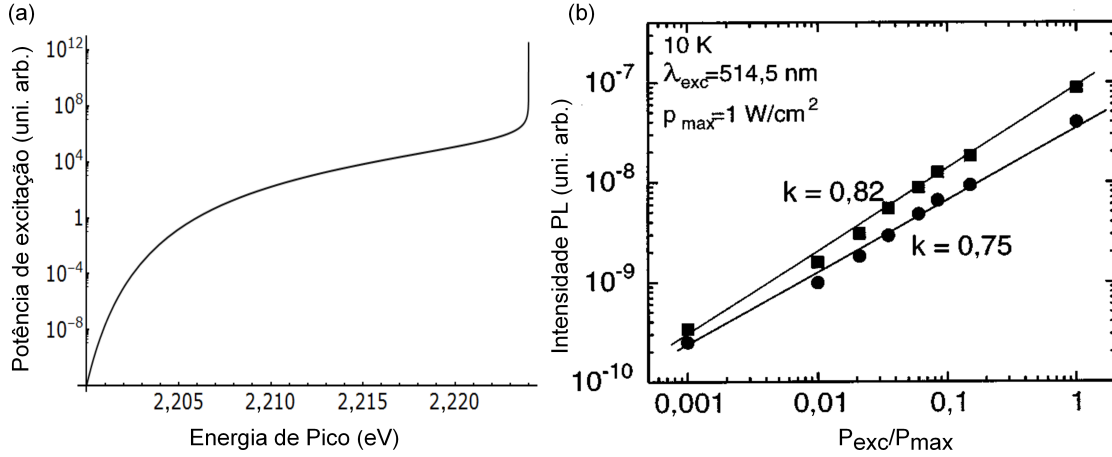 (a)
Potência de excitação (uni. arb.)
10^12
10^8
10^4
1
10^-4
10^-8
2,205
2,210
2,215
2,220
Energia de Pico (eV)
(b)
Intensidade PL (uni. arb.)
10 K
λexc=514,5 nm
p max=1 W/cm^2
10^-7
10^-8
10^-9
10^-10
k = 0,82
k = 0,75
0,001
0,01
0,1
1
Pexc/Pmax